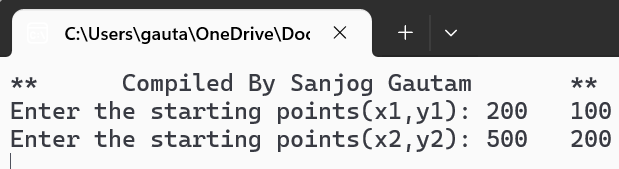 C:\Users\gauta\OneDrive\Doc
** Compiled By Sanjog Gautam **
Enter the starting points(x1,y1): 200 100
Enter the starting points(x2,y2): 500 200